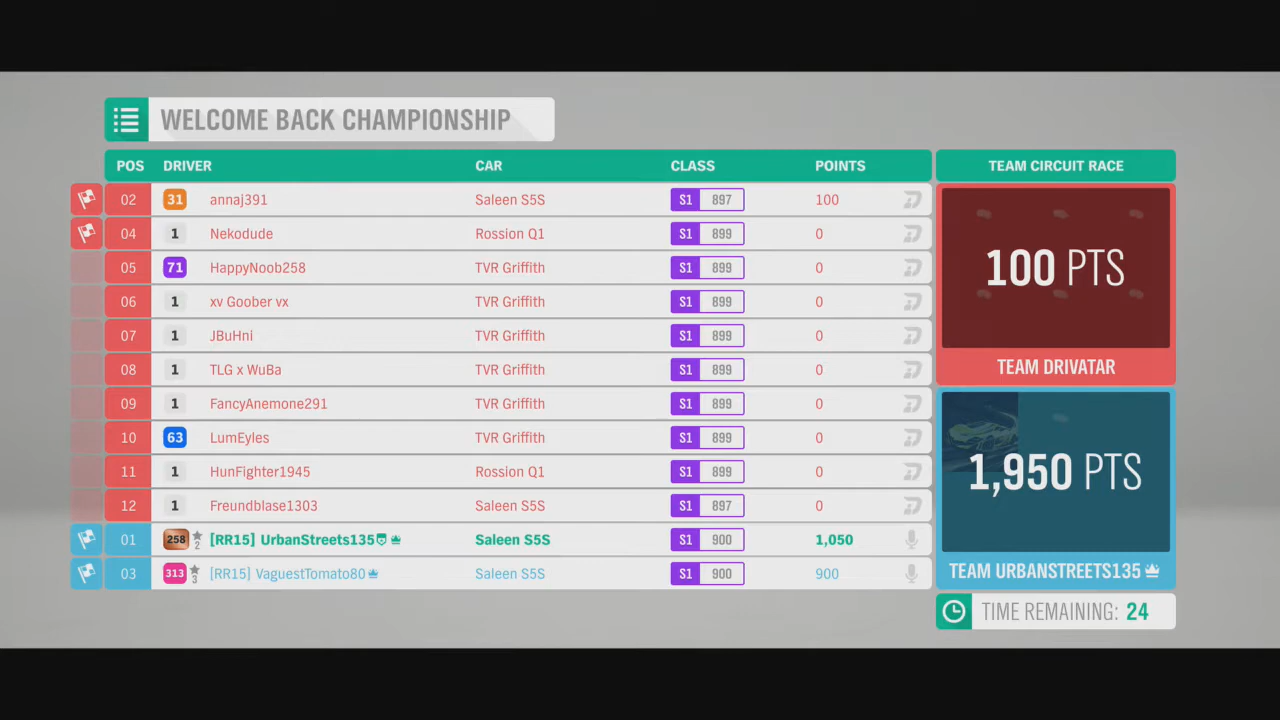 WELCOME BACK CHAMPIONSHIP
POS DRIVER CAR CLASS POINTS
02 31 annaj391 Saleen S5S S1 897 100
04 1 Nekodude Rossion Q1 S1 899 0
05 71 HappyNoob258 TVR Griffith S1 899 0
06 1 xv Goober vx TVR Griffith S1 899 0
07 1 JBuHni TVR Griffith S1 899 0
08 1 TLG x WuBa TVR Griffith S1 899 0
09 1 FancyAnemone291 TVR Griffith S1 899 0
10 63 LumEyles TVR Griffith S1 899 0
11 1 HunFighter1945 Rossion Q1 S1 899 0
12 1 Freundblase1303 Saleen S5S S1 897 0
01 258 2 [RR15] UrbanStreets135 Saleen S5S S1 900 1,050
03 313 3 [RR15] VaguestTomato80 Saleen S5S S1 900 900
TEAM CIRCUIT RACE
100 PTS
TEAM DRIVATAR
1,950 PTS
TEAM URBANSTREETS135
TIME REMAINING: 24